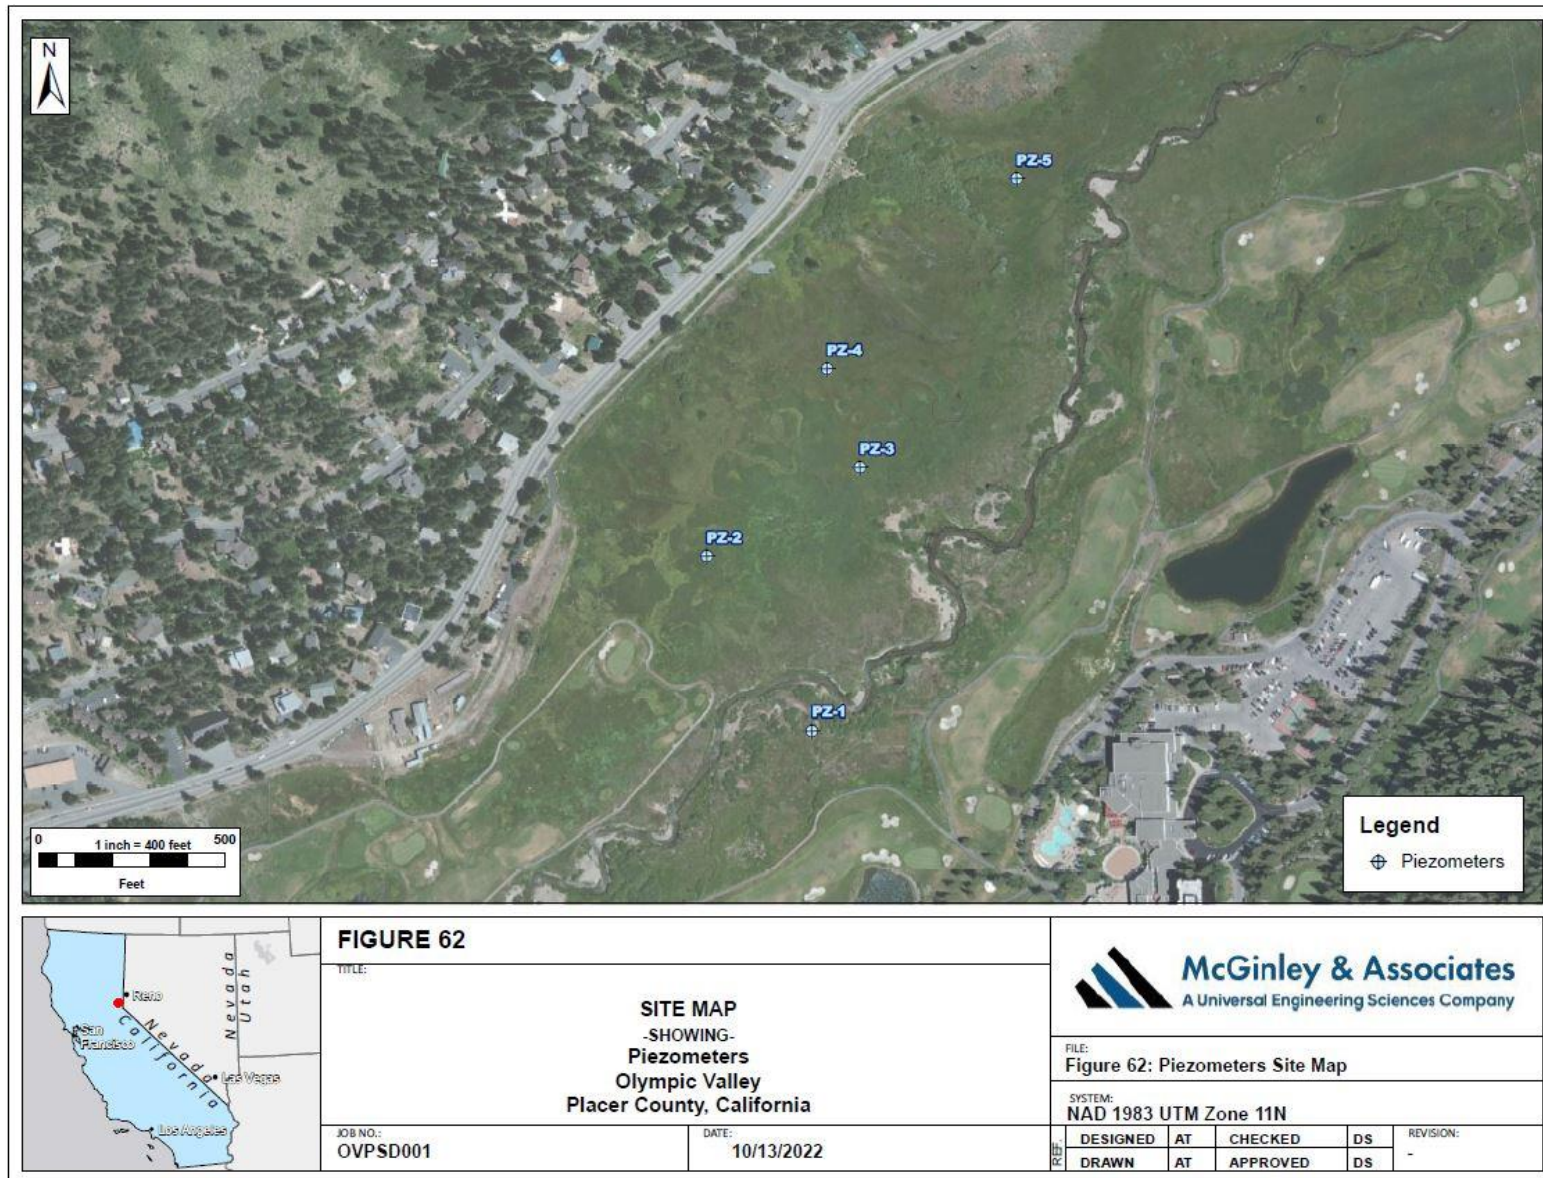 N
PZ-5
PZ-4
PZ-3
PZ-2
PZ-1
0 1 inch = 400 feet 500
Feet
Legend
Piezometers
Reno
San
Francisco
Nevada
California
Nevada
Utah
Las Vegas
Los Angeles
FIGURE 62
TITLE:
SITE MAP
-SHOWING-
Piezometers
Olympic Valley
Placer County, California
JOB NO.:
OVPSD001
DATE:
10/13/2022
McGinley & Associates
A Universal Engineering Sciences Company
FILE:
Figure 62: Piezometers Site Map
SYSTEM:
NAD 1983 UTM Zone 11N
REF.
DESIGNED AT CHECKED DS
DRAWN AT APPROVED DS
REVISION:
-